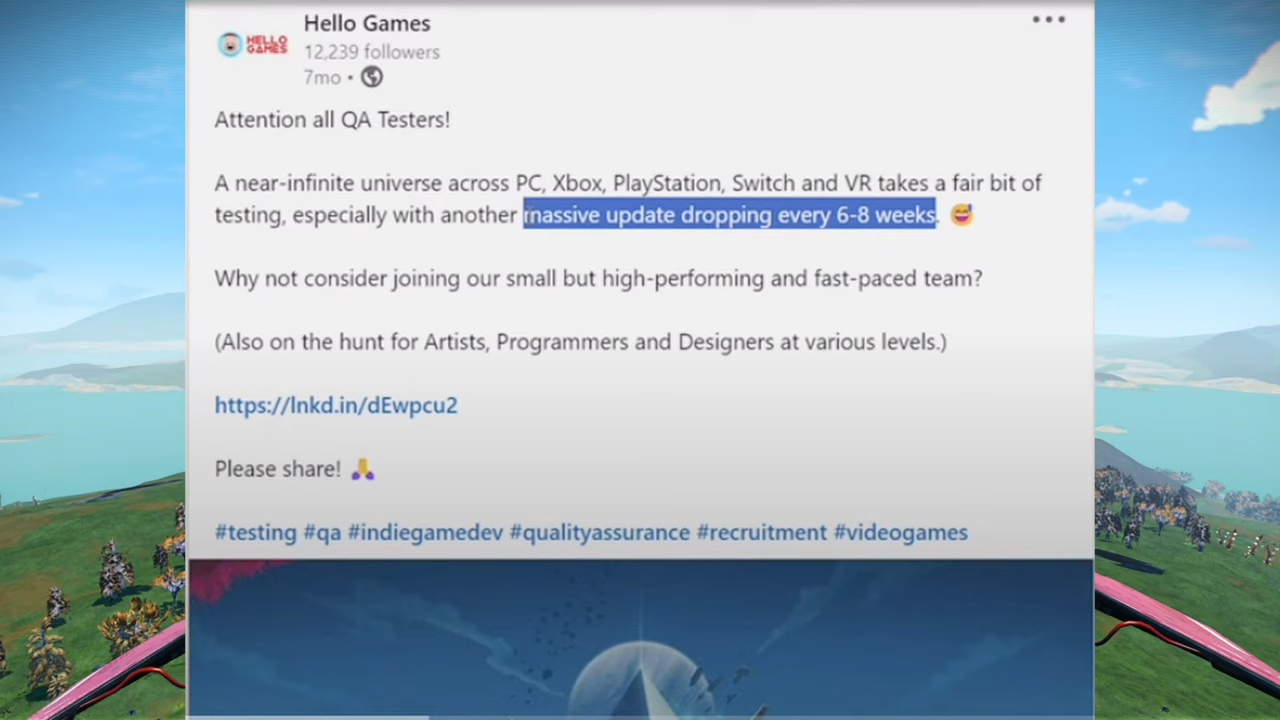 Hello Games
HELLO
GAMES
12,239 followers
7mo •
Attention all QA Testers!
A near-infinite universe across PC, Xbox, PlayStation, Switch and VR takes a fair bit of
testing, especially with another massive update dropping every 6-8 weeks. 😅
Why not consider joining our small but high-performing and fast-paced team?
(Also on the hunt for Artists, Programmers and Designers at various levels.)
https://lnkd.in/dEwpcu2
Please share! 🙏
#testing #qa #indiegamedev #qualityassurance #recruitment #videogames